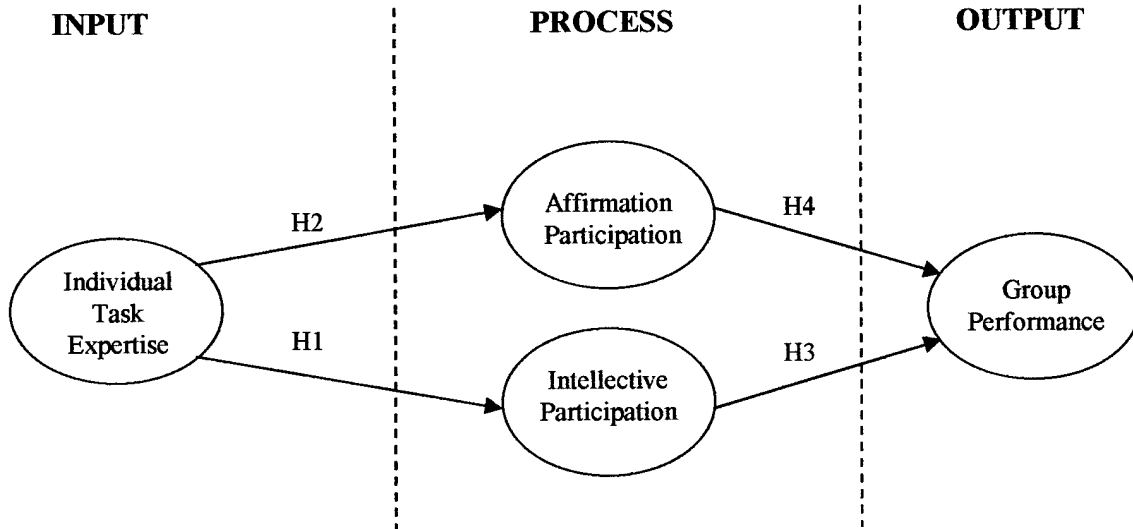 INPUT
PROCESS
OUTPUT
Affirmation
Participation
H2
H4
Individual
Task
Expertise
Group
Performance
H1
H3
Intellective
Participation